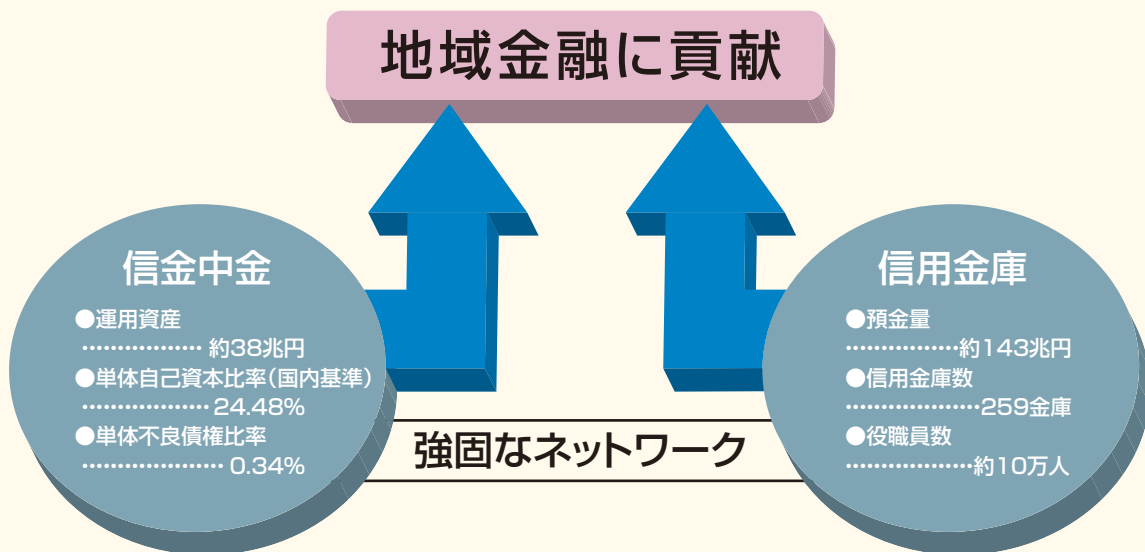 地域金融に貢献
信金中金
●運用資産
................. 約38兆円
●単体自己資本比率(国内基準)
.................. 24.48%
●単体不良債権比率
.................... 0.34%
信用金庫
●預金量
................約143兆円
●信用金庫数
...................259金庫
●役職員数
..................約10万人
強固なネットワーク